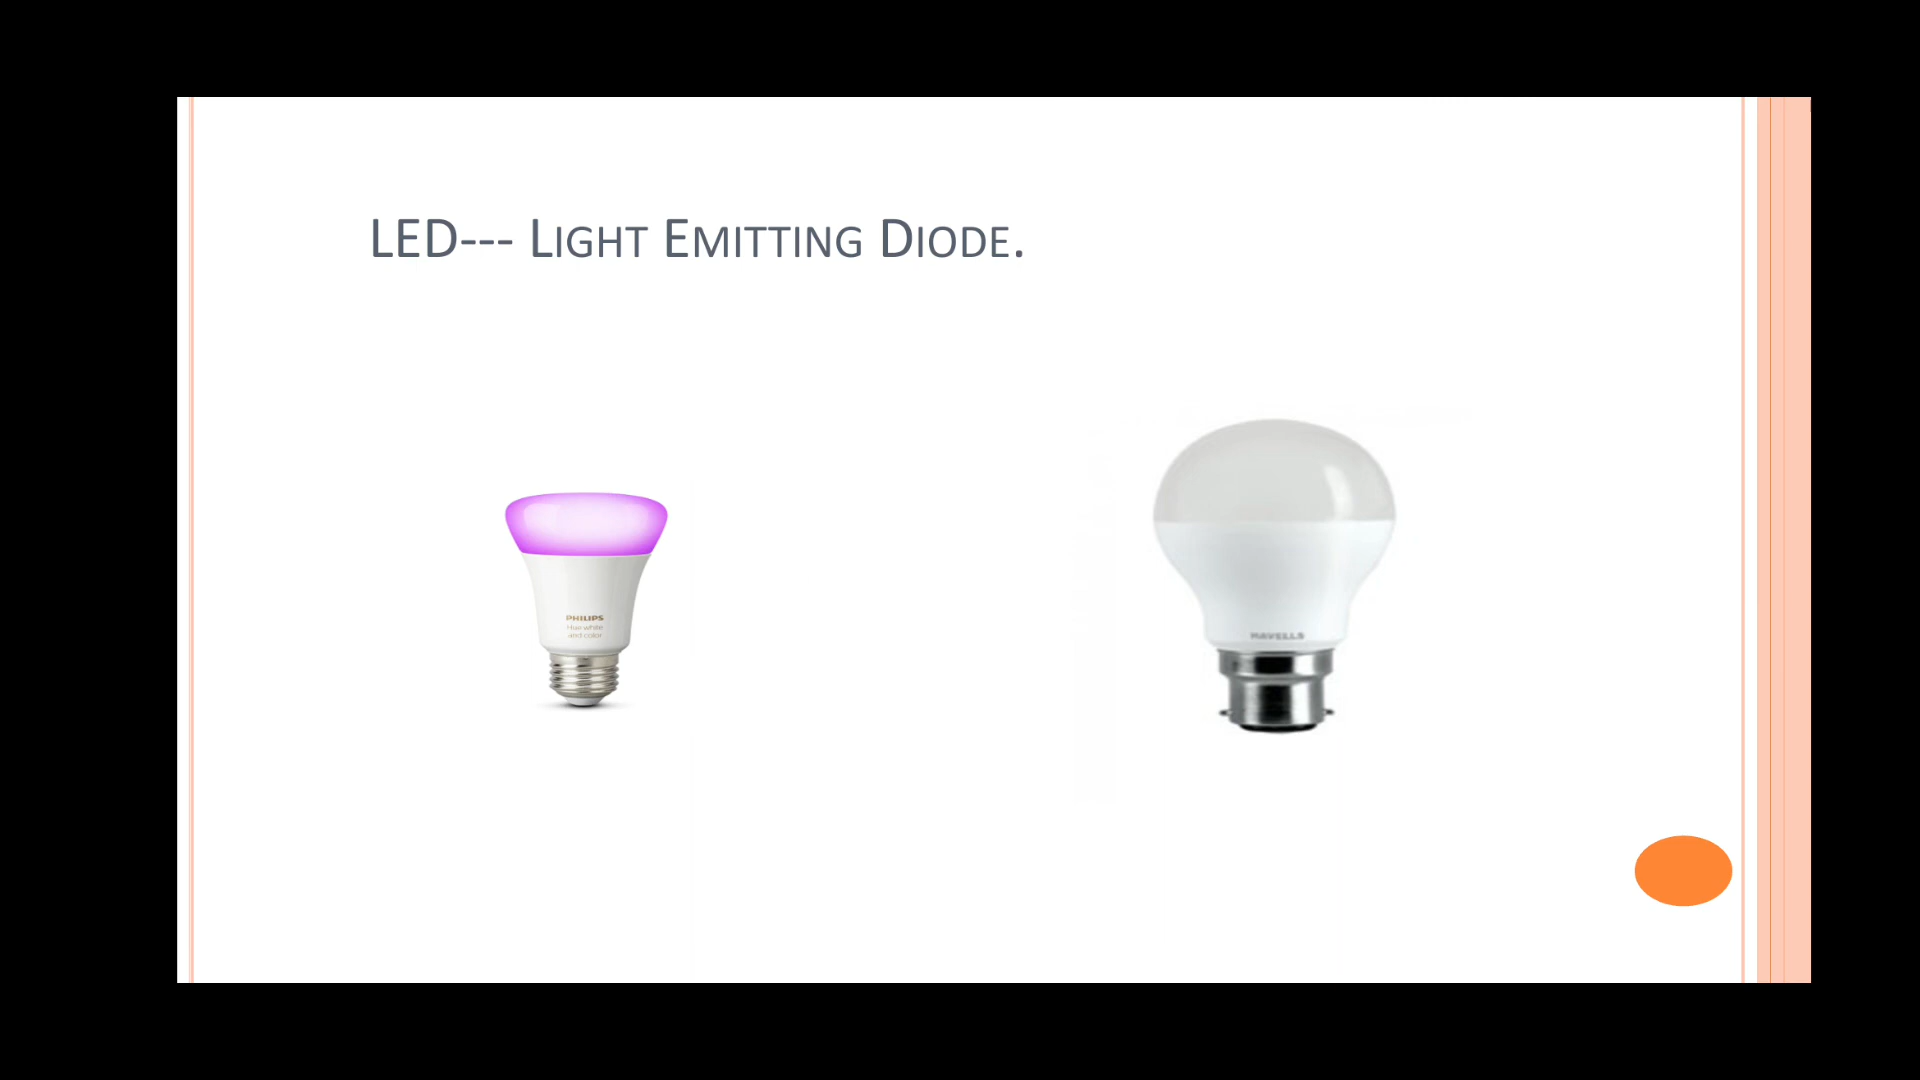 LED--- LIGHT EMITTING DIODE.
PHILIPS
Hue white
and color
HAVELLS